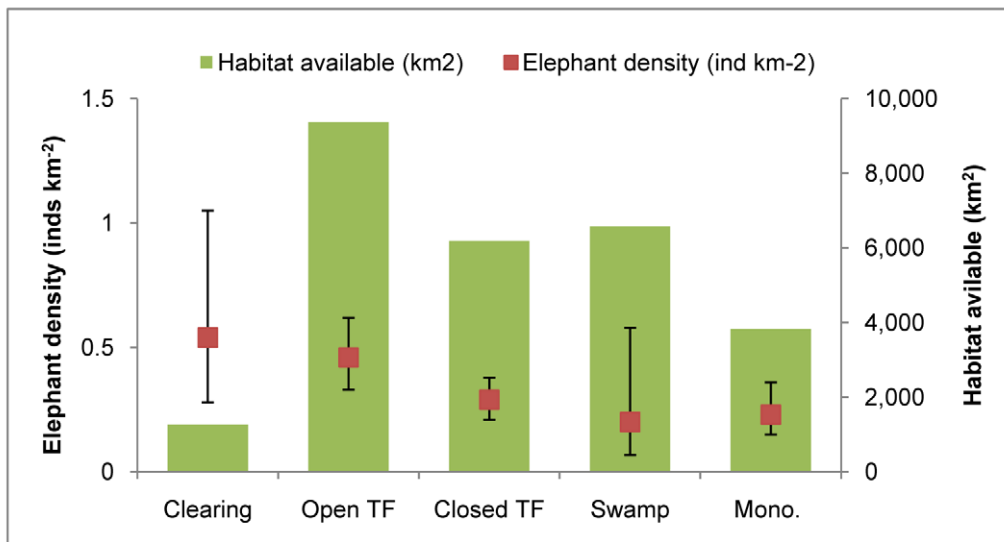 Habitat available (km2) Elephant density (ind km-2)
1.5
1
0.5
0
Elephant density (inds km⁻²)
10,000
8,000
6,000
4,000
2,000
0
Habitat avilable (km²)
Clearing Open TF Closed TF Swamp Mono.